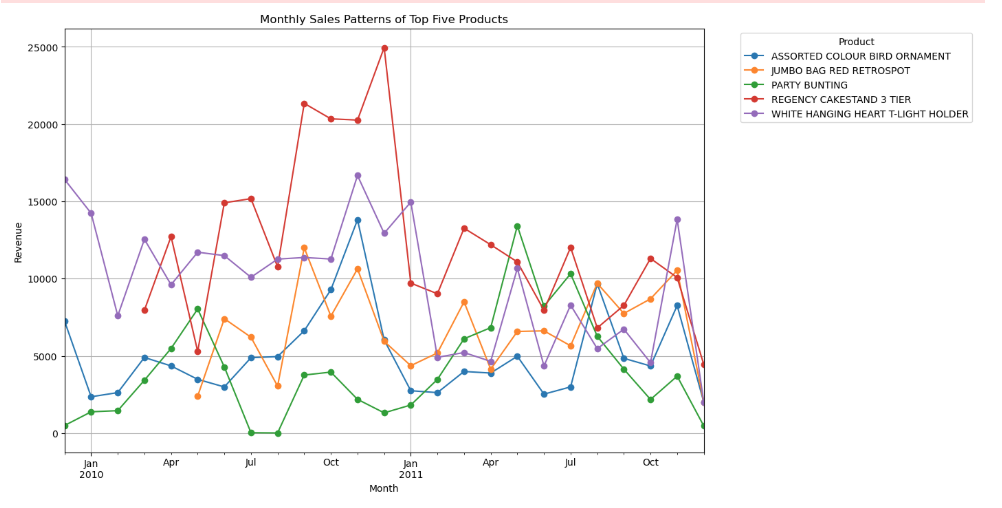 Monthly Sales Patterns of Top Five Products
25000
20000
15000
10000
5000
0
Revenue
Jan
2010
Apr
Jul
Oct
Jan
2011
Apr
Jul
Oct
Month
Product
ASSORTED COLOUR BIRD ORNAMENT
JUMBO BAG RED RETROSPOT
PARTY BUNTING
REGENCY CAKESTAND 3 TIER
WHITE HANGING HEART T-LIGHT HOLDER